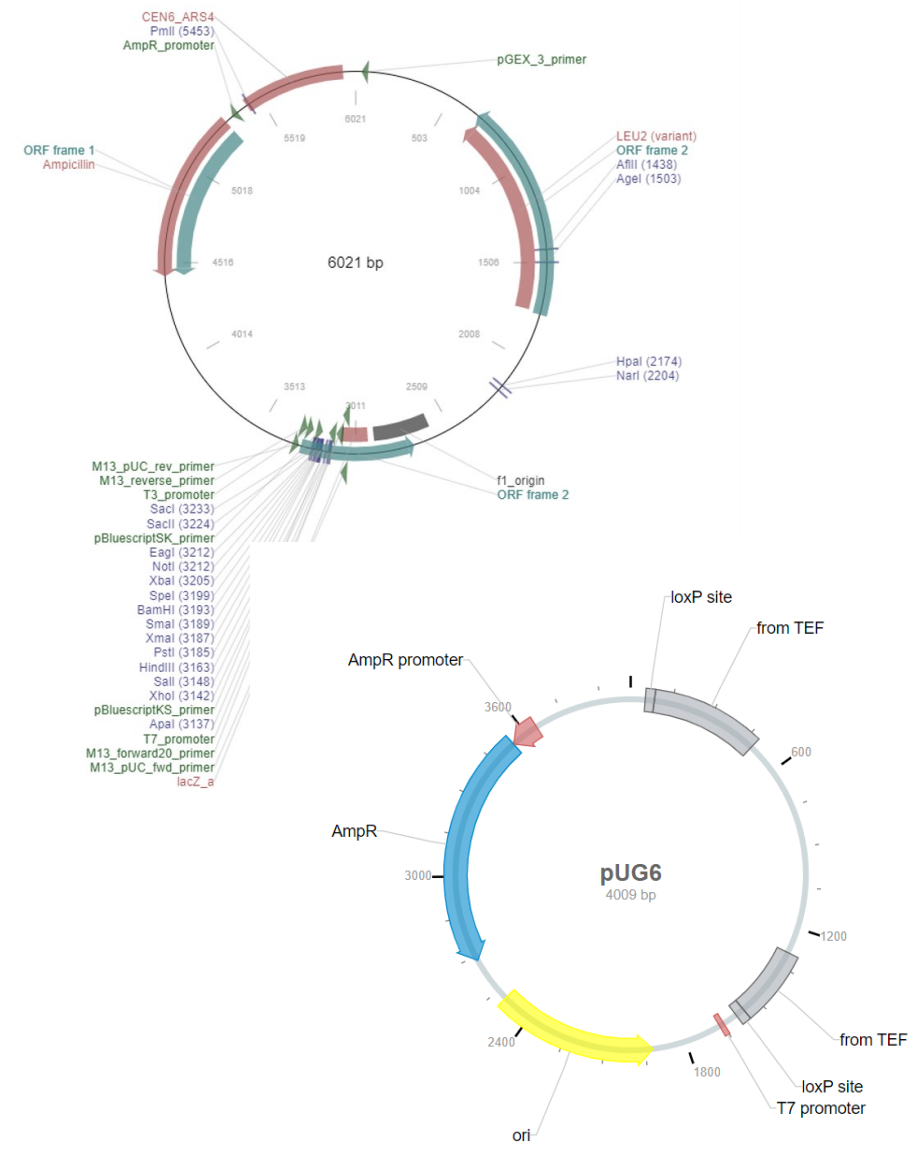 CEN6_ARS4
PmlI (5453)
AmpR_promoter
pGEX_3_primer
6021
5519
503
ORF frame 1
Ampicillin
LEU2 (variant)
ORF frame 2
AflII (1438)
AgeI (1503)
5018
1004
4516
6021 bp
1506
4014
2008
HpaI (2174)
NarI (2204)
3513
3011
2509
M13_pUC_rev_primer
M13_reverse_primer
T3_promoter
SacI (3233)
SacII (3224)
pBluescriptSK_primer
EagI (3212)
NotI (3212)
XbaI (3205)
SpeI (3199)
BamHI (3193)
SmaI (3189)
XmaI (3187)
PstI (3185)
HindIII (3163)
SalI (3148)
XhoI (3142)
pBluescriptKS_primer
ApaI (3137)
T7_promoter
M13_forward20_primer
M13_pUC_fwd_primer
lacZ_a
f1_origin
ORF frame 2
loxP site
from TEF
AmpR promoter
3600
600
AmpR
3000
pUG6
4009 bp
1200
2400
1800
from TEF
loxP site
T7 promoter
ori